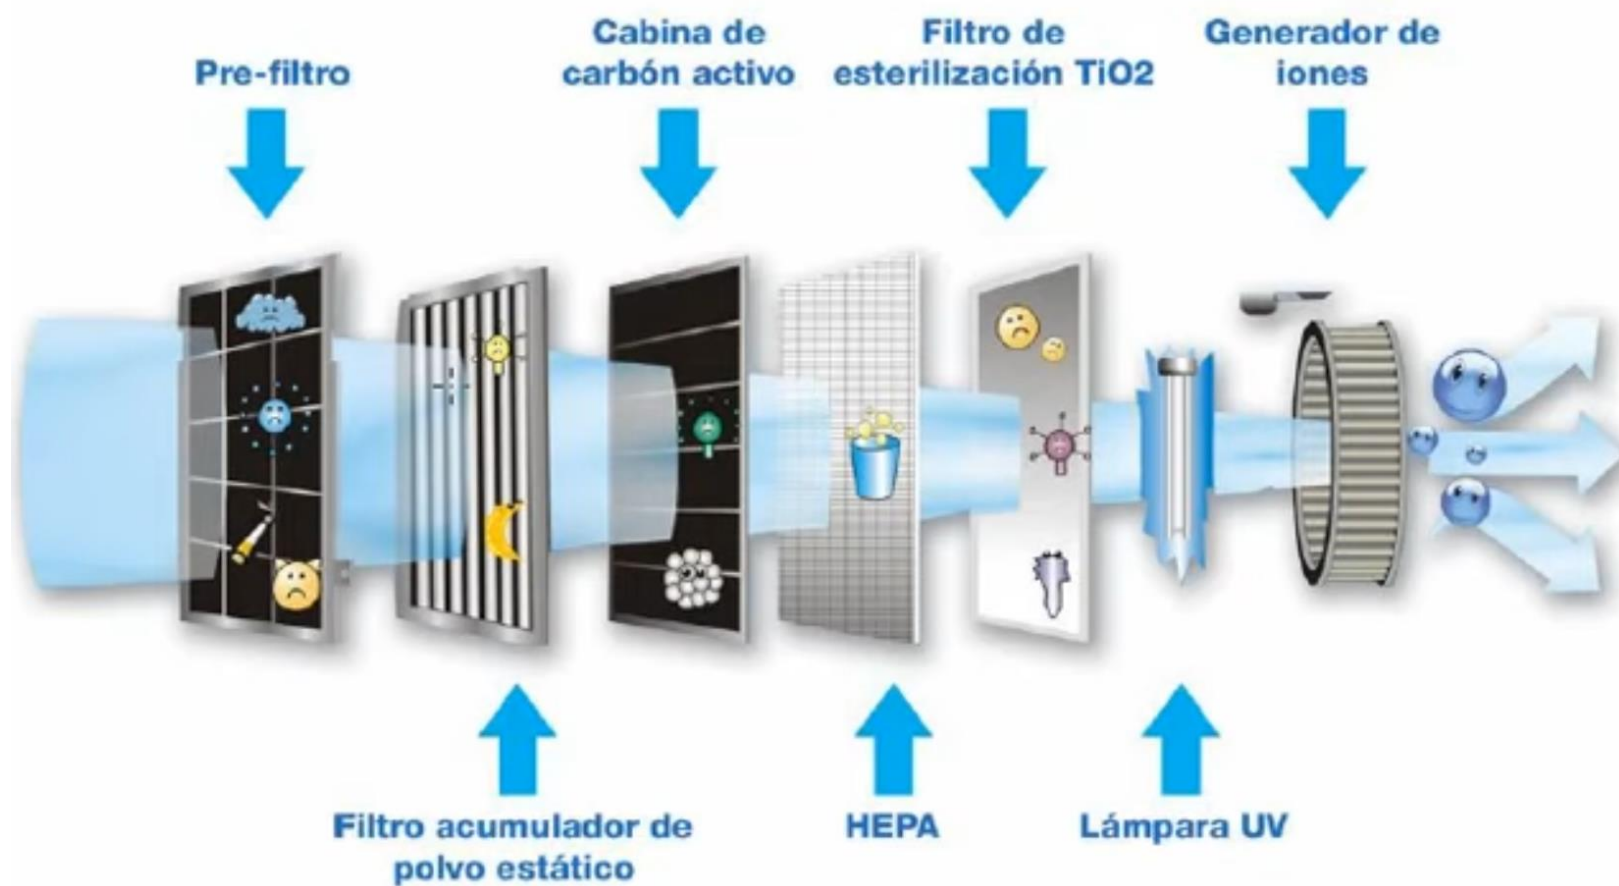 Pre-filtro
Cabina de
carbón activo
Filtro de
esterilización TiO2
Generador de
iones
Filtro acumulador de
polvo estático
HEPA
Lámpara UV